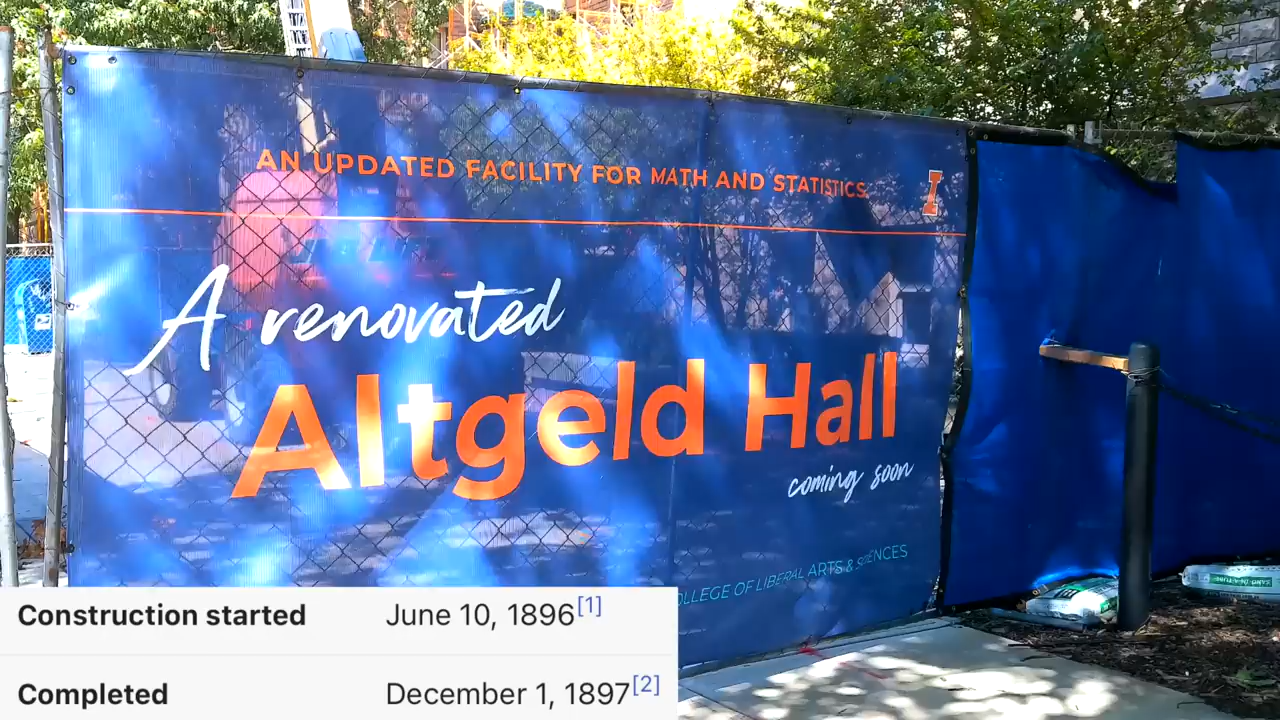 AN UPDATED FACILITY FOR MATH AND STATISTICS.
I
A renovated
Altgeld Hall
coming soon
COLLEGE OF LIBERAL ARTS & SCIENCES
Construction started June 10, 1896[1]
Completed December 1, 1897[2]